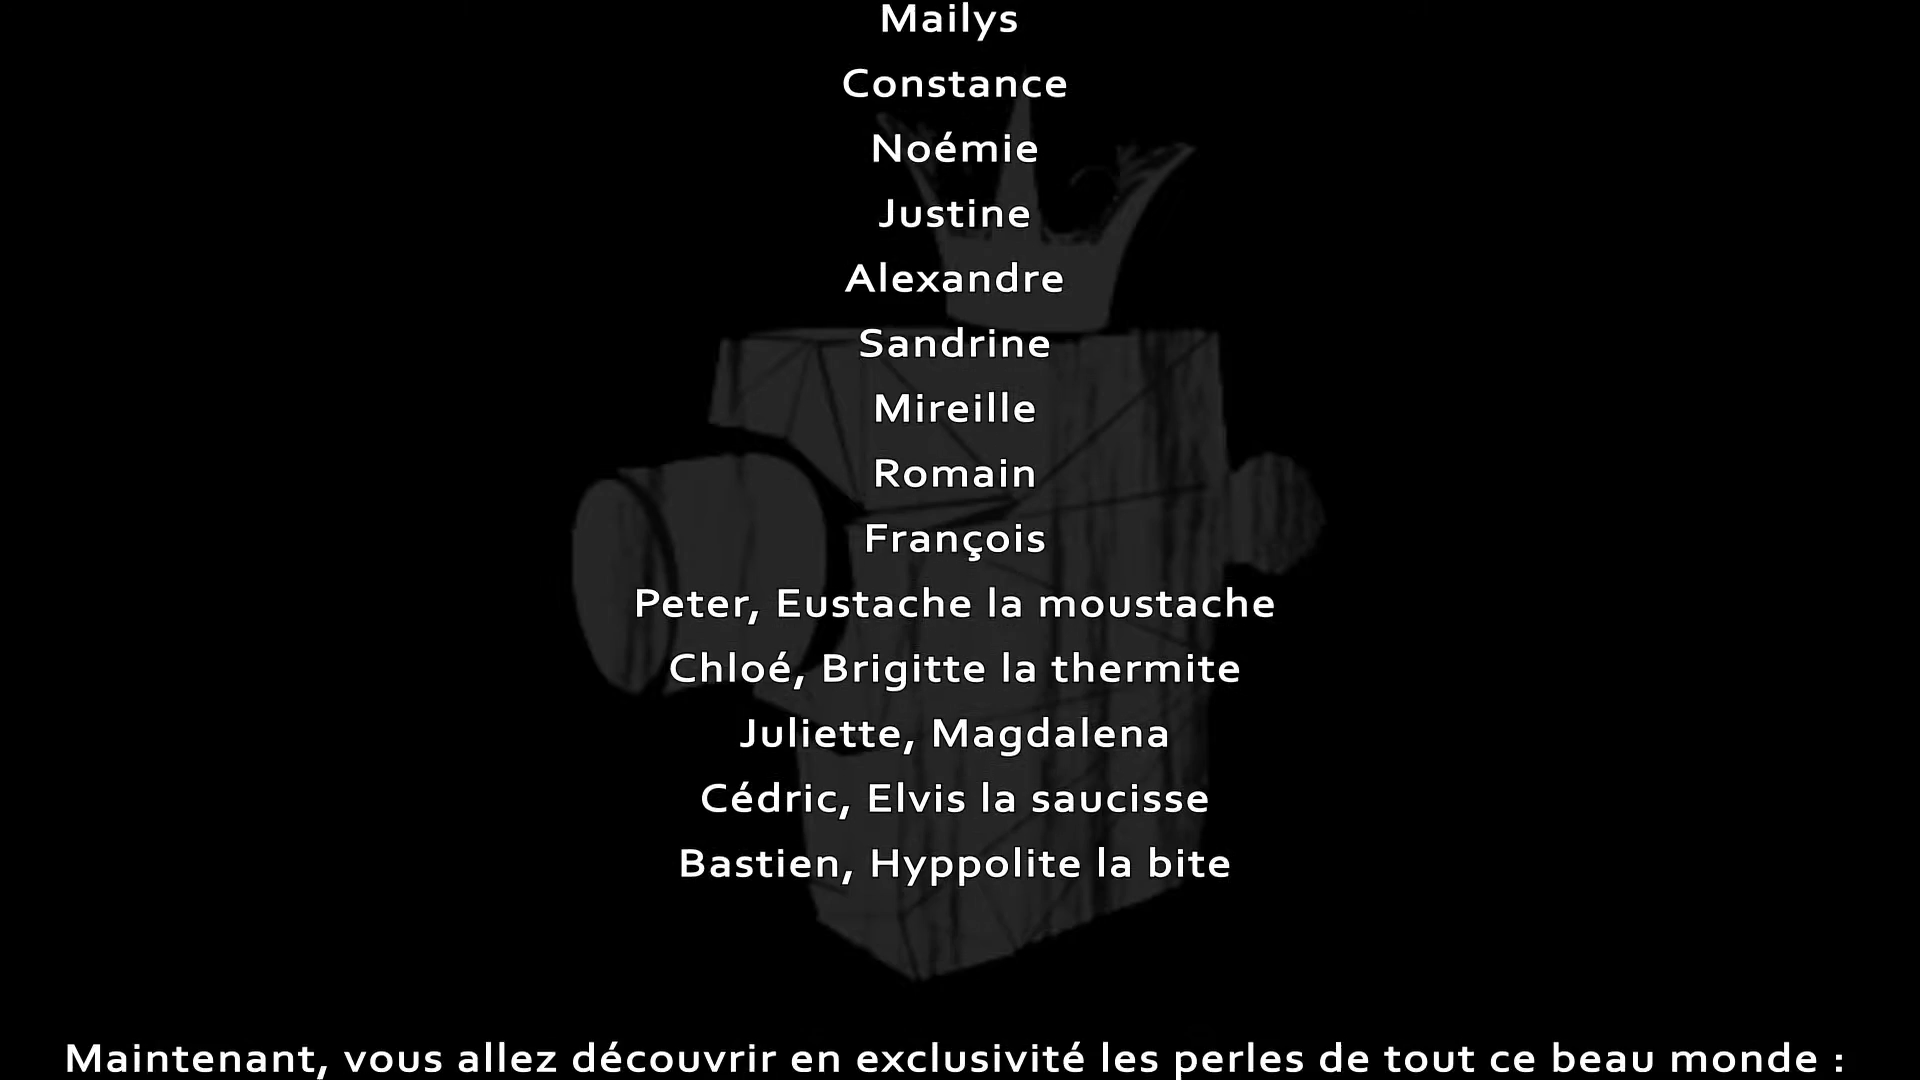 Mailys
Constance
Noémie
Justine
Alexandre
Sandrine
Mireille
Romain
François
Peter, Eustache la moustache
Chloé, Brigitte la thermite
Juliette, Magdalena
Cédric, Elvis la saucisse
Bastien, Hyppolite la bite
Maintenant, vous allez découvrir en exclusivité les perles de tout ce beau monde :